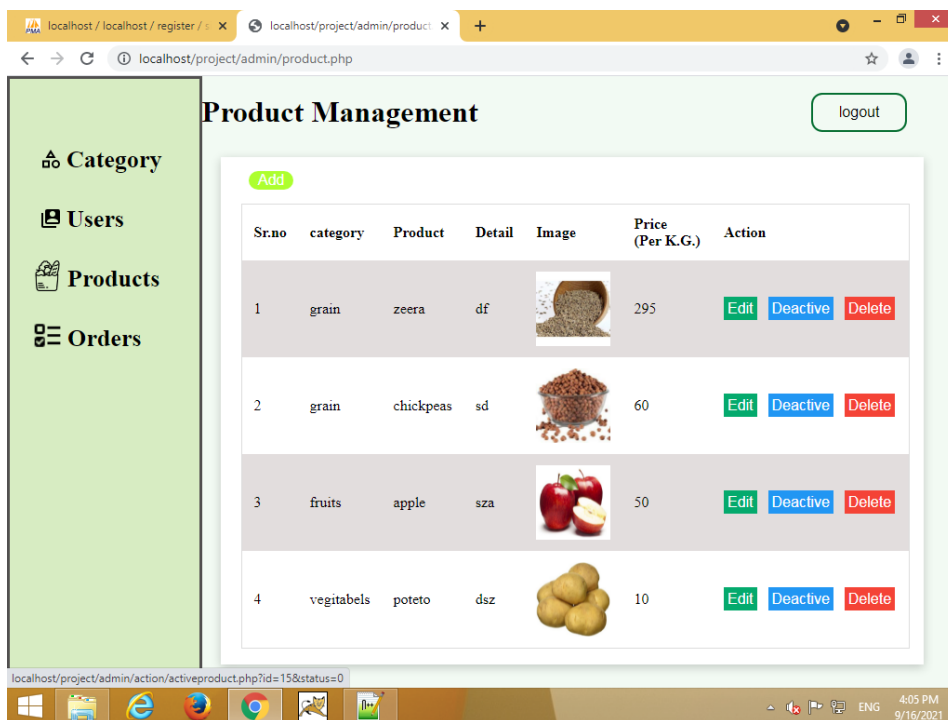 localhost / localhost / register / s
localhost/project/admin/product
localhost/project/admin/product.php
Product Management
logout
Category
Users
Products
Orders
Add
Sr.no category Product Detail Image Price (Per K.G.) Action
1 grain zeera df 295 Edit Deactive Delete
2 grain chickpeas sd 60 Edit Deactive Delete
3 fruits apple sza 50 Edit Deactive Delete
4 vegitabels poteto dsz 10 Edit Deactive Delete
localhost/project/admin/action/activeproduct.php?id=15&status=0
ENG
4:05 PM
9/16/2021